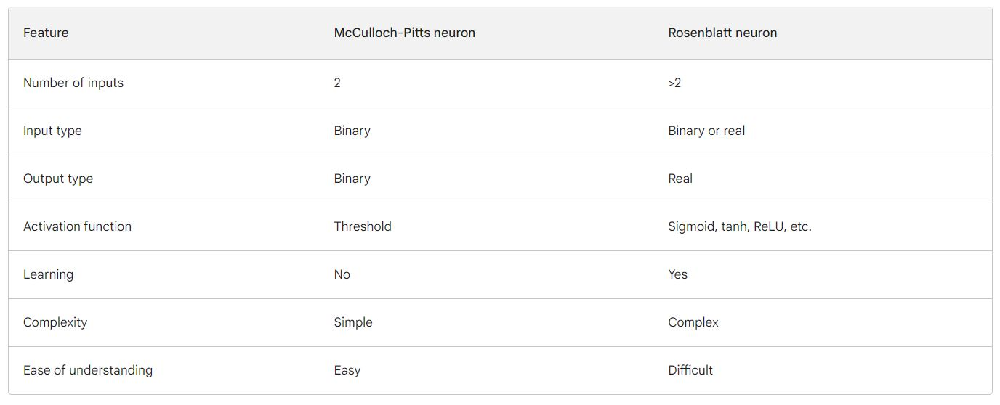 Feature McCulloch-Pitts neuron Rosenblatt neuron
Number of inputs 2 >2
Input type Binary Binary or real
Output type Binary Real
Activation function Threshold Sigmoid, tanh, ReLU, etc.
Learning No Yes
Complexity Simple Complex
Ease of understanding Easy Difficult